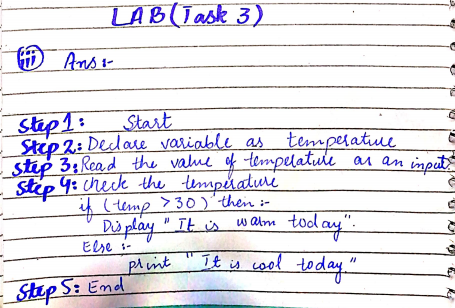 LAB (Task 3)
(iii) Ans :-
Step 1: Start
Step 2: Declare variable as temperature
Step 3: Read the value of temperature as an input.
Step 4: check the temperature
if (temp > 30) then :-
Display "It is warm today".
Else :-
print "It is cool today"
Step 5: End